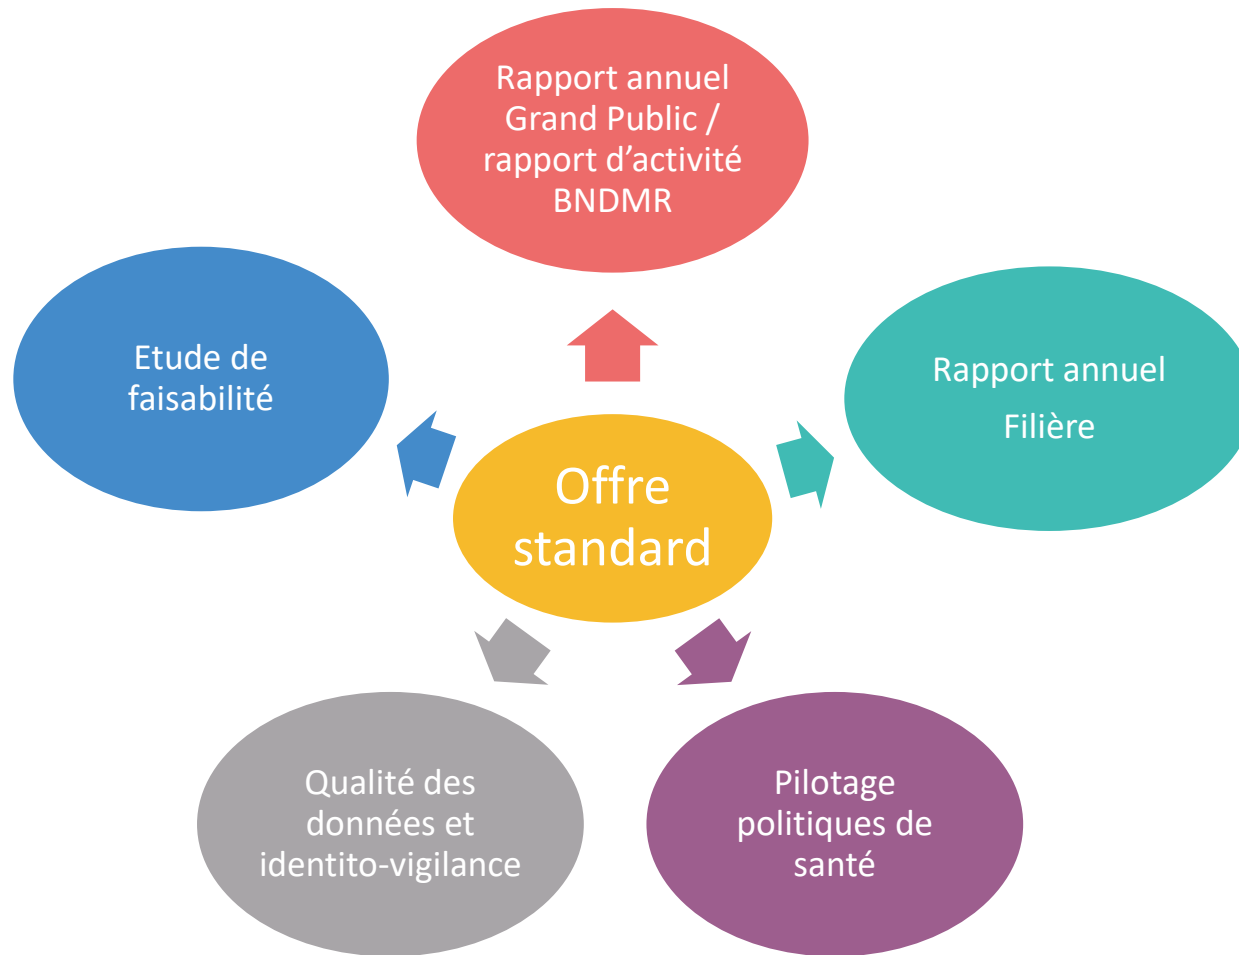 Rapport annuel
Grand Public /
rapport d’activité
BNDMR
Etude de
faisabilité
Rapport annuel
Filière
Offre
standard
Qualité des
données et
identito-vigilance
Pilotage
politiques de
santé